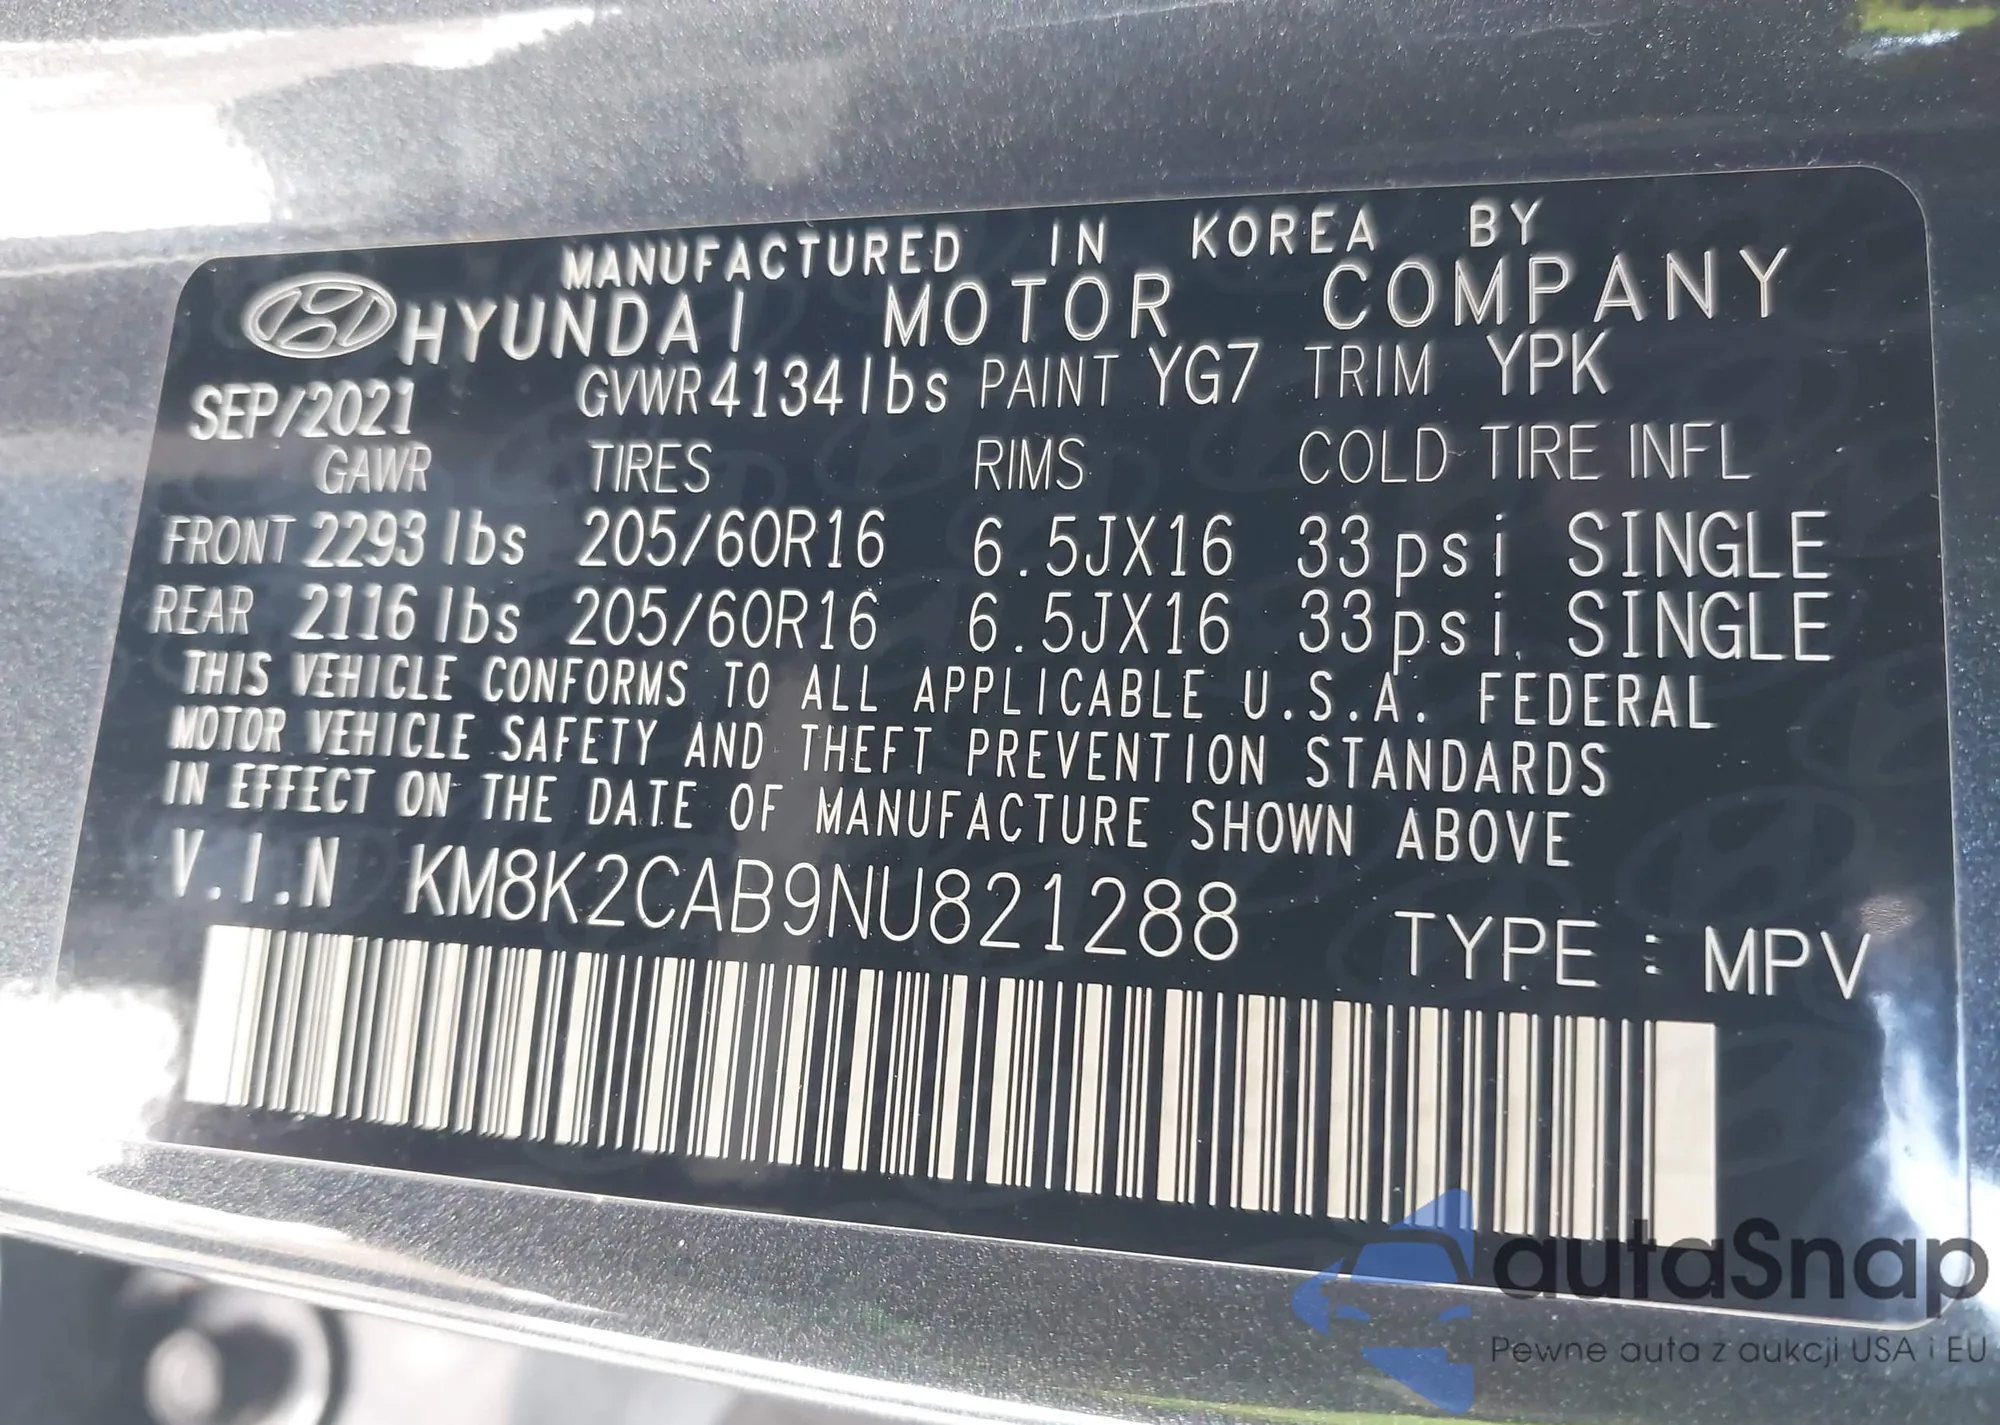 MANUFACTURED IN KOREA BY
HYUNDAI MOTOR COMPANY
SEP/2021 GVWR 4134lbs PAINT YG7 TRIM YPK
GAWR TIRES RIMS COLD TIRE INFL
FRONT 2293 lbs 205/60R16 6.5JX16 33psi SINGLE
REAR 2116 lbs 205/60R16 6.5JX16 33psi. SINGLE
THIS VEHICLE CONFORMS TO ALL APPLICABLE U.S.A. FEDERAL
MOTOR VEHICLE SAFETY AND THEFT PREVENTION STANDARDS
IN EFFECT ON THE DATE OF MANUFACTURE SHOWN ABOVE
V.I.N KM8K2CAB9NU821288 TYPE : MPV
autaSnap
Pewne auta z aukcji USA i EU